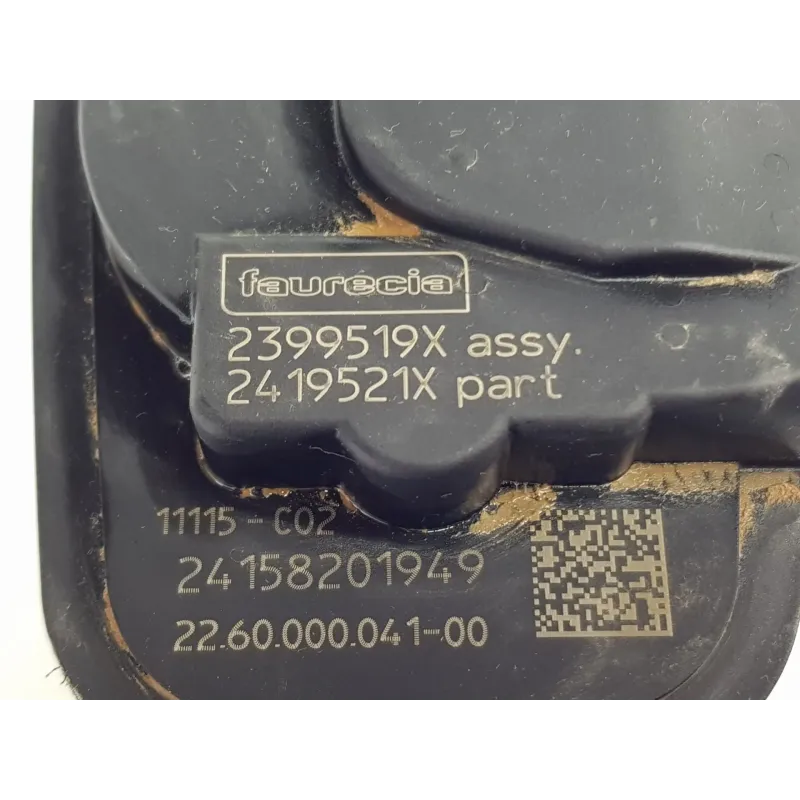 faurecia
2399519X assy.
2419521X part
11115-C02
24158201949
22.60.000.041-00